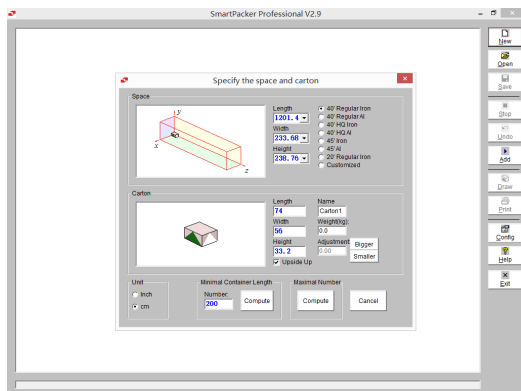 SmartPacker Professional V2.9
New
Open
Save
Stop
Undo
Add
Draw
Print
Config
Help
Exit
Specify the space and carton
Space
y
x
z
Length
1201.4
Width
233.68
Height
238.76
40' Regular Iron
40' Regular Al
40' HQ Iron
40' HQ Al
45' Iron
45' Al
20' Regular Iron
Customized
Carton
Length
74
Width
56
Height
33.2
Upside Up
Name
Carton1
Weight(kg):
0.0
Adjustment
0.00
Bigger
Smaller
Unit
Inch
cm
Minimal Container Length
Number:
200
Compute
Maximal Number
Compute
Cancel